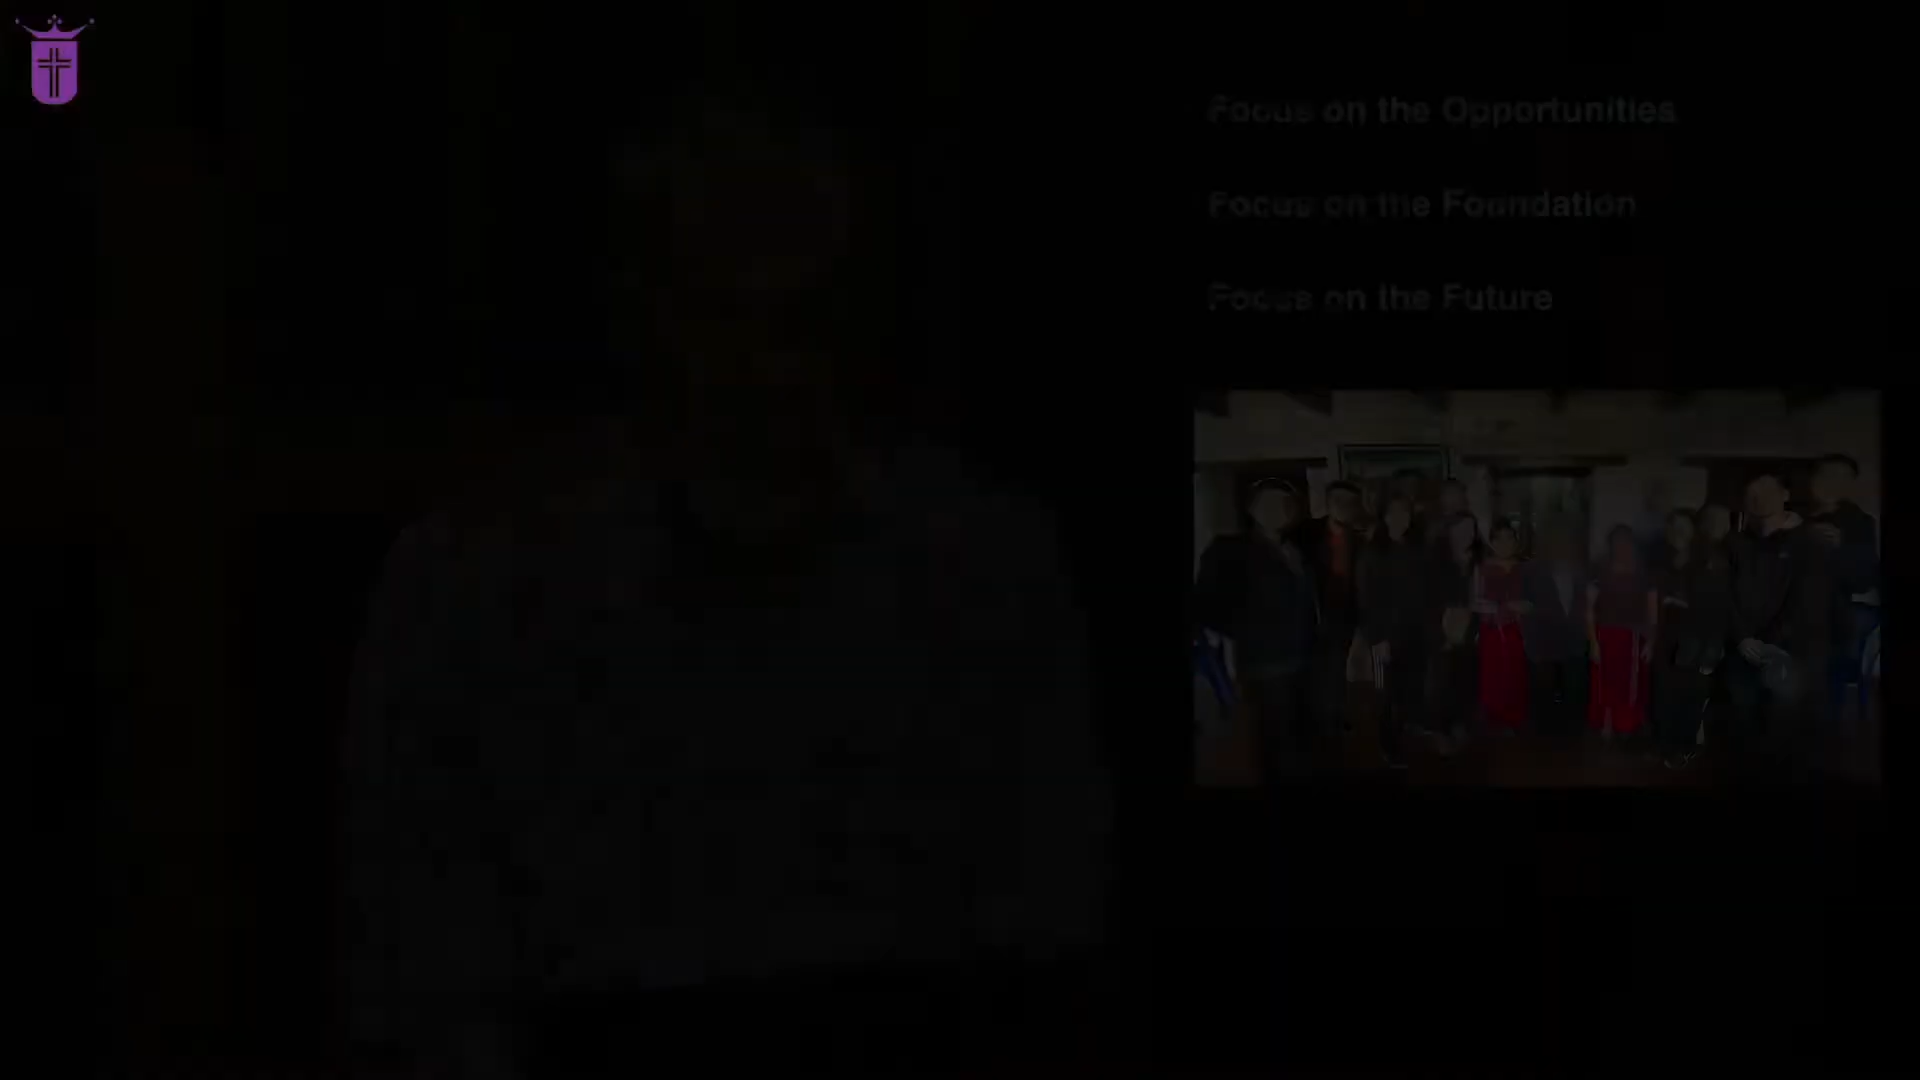 Focus on the Opportunities
Focus on the Foundation
Focus on the Future